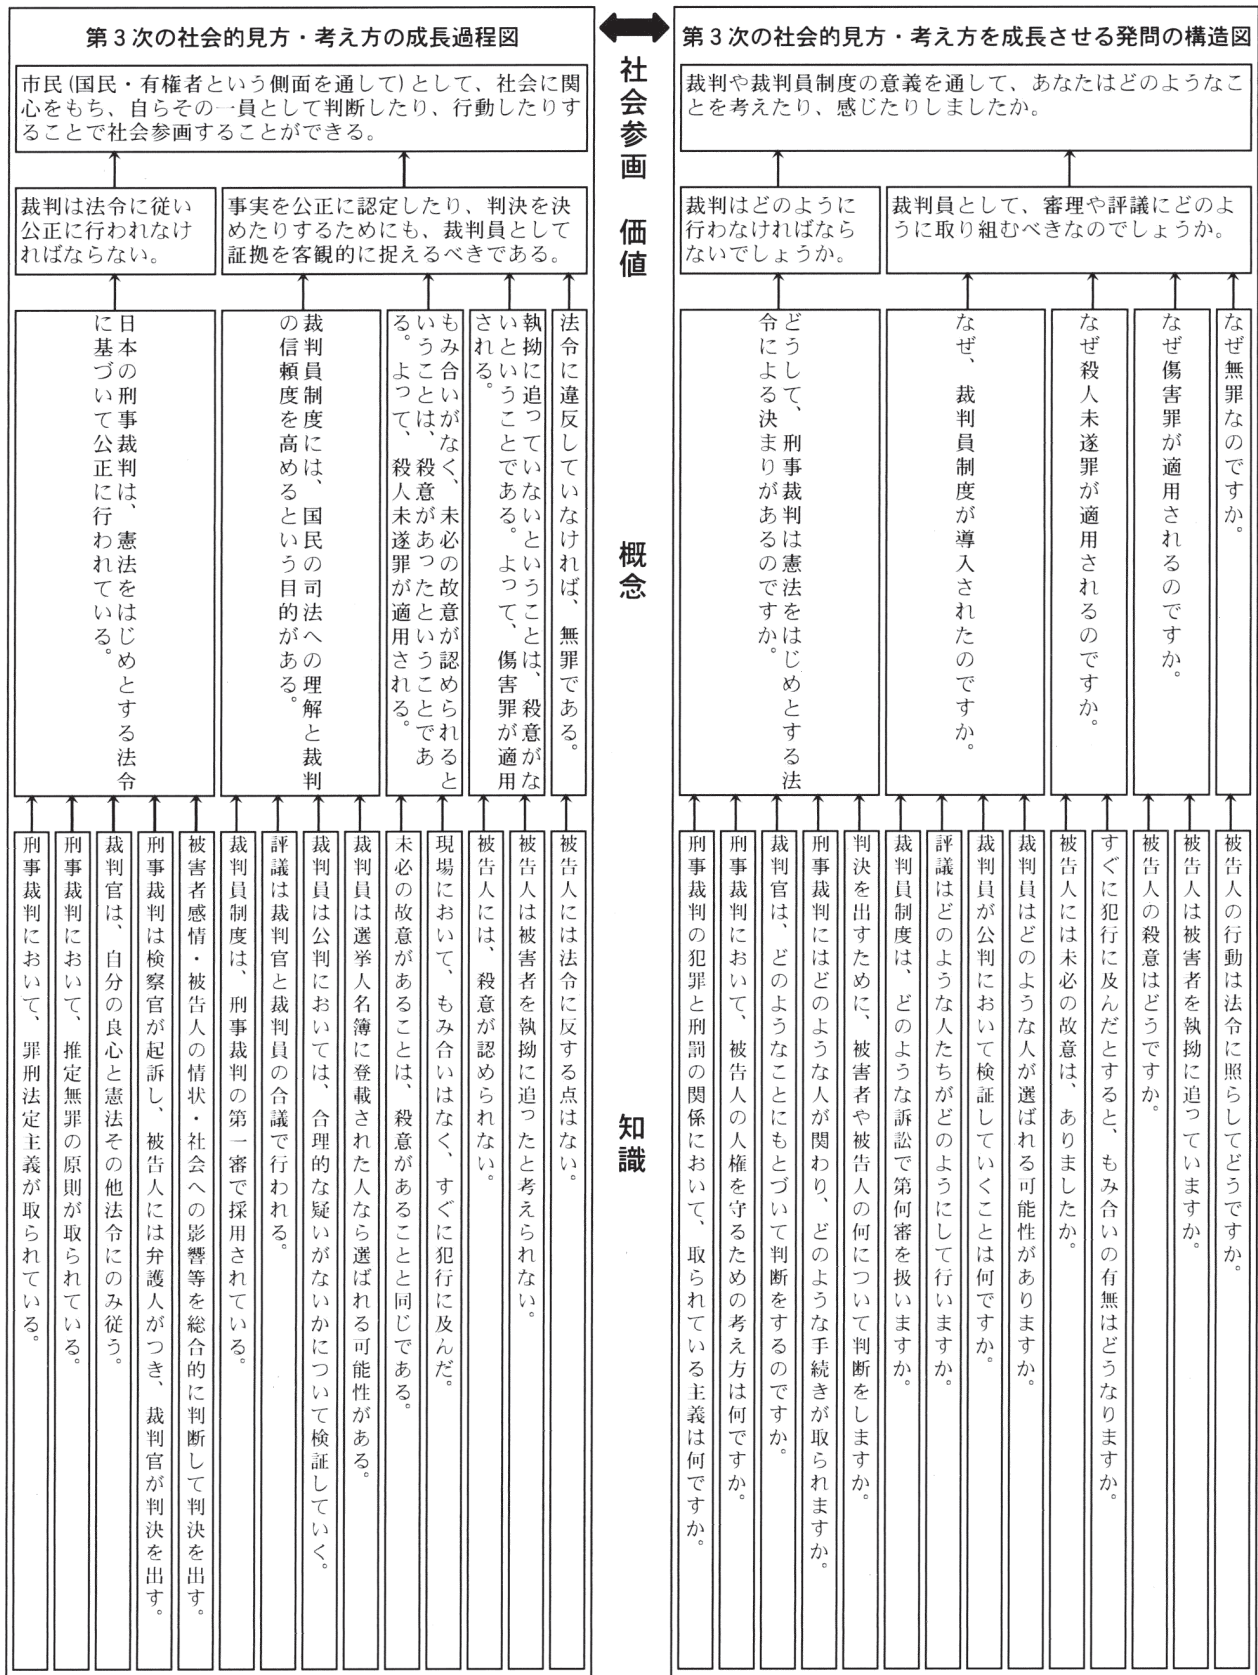 第3次の社会的見方・考え方の成長過程図
市民(国民・有権者という側面を通して)として、社会に関
心をもち、自らその一員として判断したり、行動したりす
ることで社会参画することができる。
裁判は法令に従い
公正に行われなけ
ればならない。
事実を公正に認定したり、判決を決
めたりするためにも、裁判員として
証拠を客観的に捉えるべきである。
法令に違反していなければ、無罪である。
執拗に追っていないということは、殺意がな
いということである。よって、傷害罪が適用
される。
もみ合いがなく、未必の故意が認められると
いうことは、殺意があったということであ
る。よって、殺人未遂罪が適用される。
裁判員制度には、国民の司法への理解と裁判
の信頼度を高めるという目的がある。
日本の刑事裁判は、憲法をはじめとする法令
に基づいて公正に行われている。
被告人には法令に反する点はない。
被告人は被害者を執拗に追ったと考えられない。
被告人には、殺意が認められない。
現場において、もみ合いはなく、すぐに犯行に及んだ。
未必の故意があることは、殺意があることと同じである。
裁判員は選挙人名簿に登載された人なら選ばれる可能性がある。
裁判員は公判においては、合理的な疑いがないかについて検証していく。
評議は裁判官と裁判員の合議で行われる。
裁判員制度は、刑事裁判の第一審で採用されている。
被害者感情・被告人の情状・社会への影響等を総合的に判断して判決を出す。
刑事裁判は検察官が起訴し、被告人には弁護人がつき、裁判官が判決を出す。
裁判官は、自分の良心と憲法その他法令にのみ従う。
刑事裁判において、推定無罪の原則が取られている。
刑事裁判において、罪刑法定主義が取られている。
社会参画
価値
概念
知識
第3次の社会的見方・考え方を成長させる発問の構造図
裁判や裁判員制度の意義を通して、あなたはどのようなこ
とを考えたり、感じたりしましたか。
裁判はどのように
行わなければなら
ないでしょうか。
裁判員として、審理や評議にどのよ
うに取り組むべきなのでしょうか。
なぜ無罪なのですか。
なぜ傷害罪が適用されるのですか。
なぜ殺人未遂罪が適用されるのですか。
なぜ、裁判員制度が導入されたのですか。
どうして、刑事裁判は憲法をはじめとする法
令による決まりがあるのですか。
被告人の行動は法令に照らしてどうですか。
被告人は被害者を執拗に追っていますか。
被告人の殺意はどうですか。
すぐに犯行に及んだとすると、もみ合いの有無はどうなりますか。
被告人には未必の故意は、ありましたか。
裁判員はどのような人が選ばれる可能性がありますか。
裁判員が公判において検証していくことは何ですか。
評議はどのような人たちがどのようにして行いますか。
裁判員制度は、どのような訴訟で第何審を扱いますか。
判決を出すために、被害者や被告人の何について判断をしますか。
刑事裁判にはどのような人が関わり、どのような手続きが取られますか。
裁判官は、どのようなことにもとづいて判断をするのですか。
刑事裁判において、被告人の人権を守るための考え方は何ですか。
刑事裁判の犯罪と刑罰の関係において、取られている主義は何ですか。